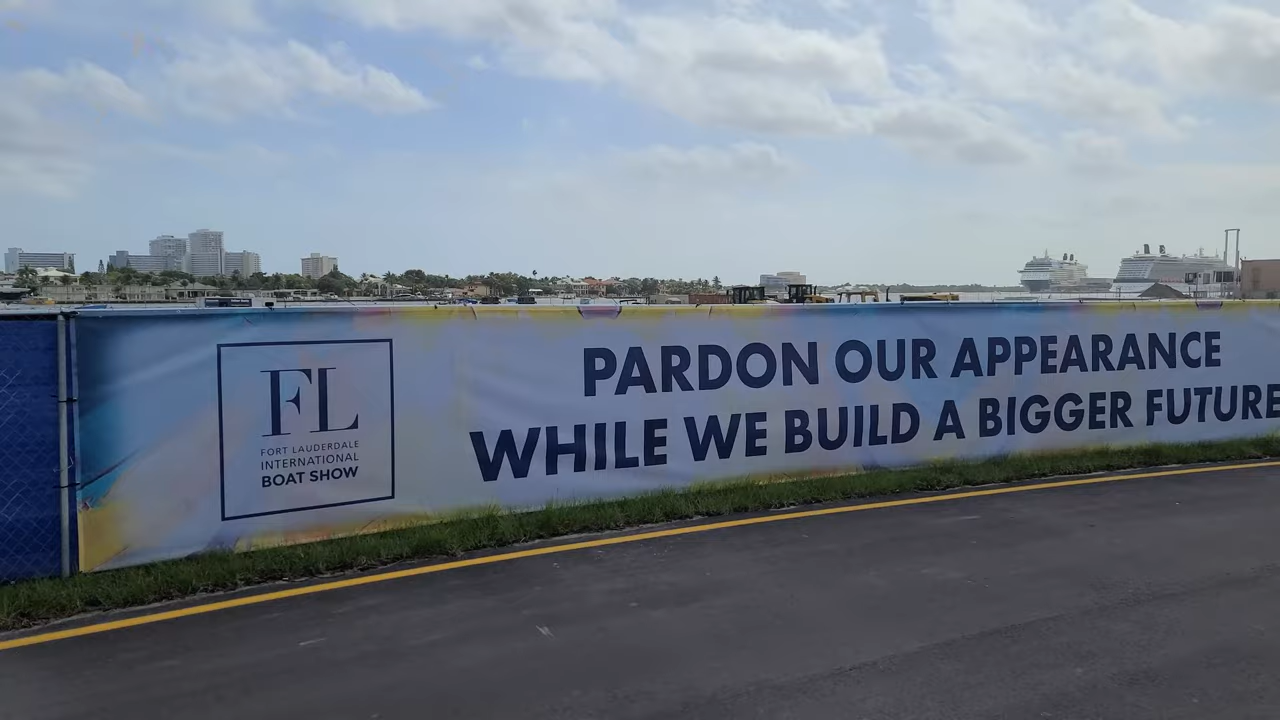 FL
FORT LAUDERDALE
INTERNATIONAL
BOAT SHOW
PARDON OUR APPEARANCE
WHILE WE BUILD A BIGGER FUTURE